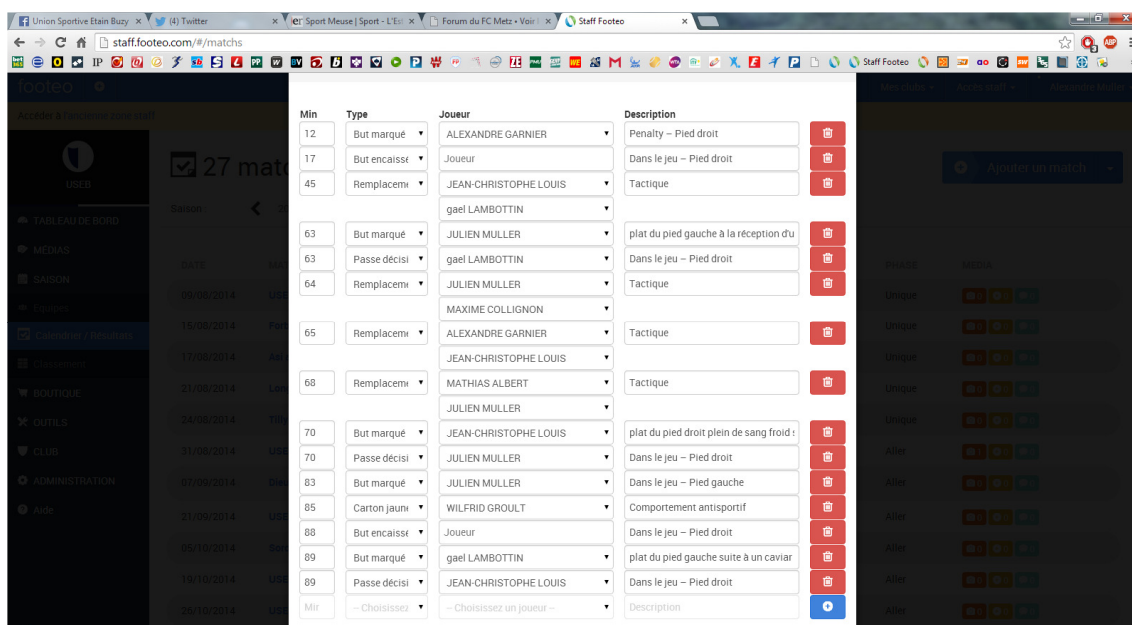 Union Sportive Etain Buzy
(4) Twitter
Sport Meuse | Sport - L'Es
Forum du FC Metz • Voir
Staff Footeo
staff.footeo.com/#/matchs
Staff Footeo
footeo
Mes clubs
Accès staff
Alexandre Muller
Accéder à l'ancienne zone staff
USEB
27 matc
Ajouter un match
Saison :
TABLEAU DE BORD
MÉDIAS
SAISON
Equipes
Calendrier / Résultats
Classement
BOUTIQUE
OUTILS
CLUB
ADMINISTRATION
Aide
DATE
PHASE
MEDIA
09/08/2014 Unique
15/08/2014 Unique
17/08/2014 Unique
21/08/2014 Unique
24/08/2014 Unique
31/08/2014 Aller
07/09/2014 Aller
21/09/2014 Aller
05/10/2014 Aller
19/10/2014 Aller
26/10/2014 Aller
Min Type Joueur Description
12 But marqué ALEXANDRE GARNIER Penalty – Pied droit
17 But encaissé Joueur Dans le jeu – Pied droit
45 Remplaceme JEAN-CHRISTOPHE LOUIS Tactique
gael LAMBOTTIN
63 But marqué JULIEN MULLER plat du pied gauche à la réception d'u
63 Passe décisi gael LAMBOTTIN Dans le jeu – Pied droit
64 Remplaceme JULIEN MULLER Tactique
MAXIME COLLIGNON
65 Remplaceme ALEXANDRE GARNIER Tactique
JEAN-CHRISTOPHE LOUIS
68 Remplaceme MATHIAS ALBERT Tactique
JULIEN MULLER
70 But marqué JEAN-CHRISTOPHE LOUIS plat du pied droit plein de sang froid s
70 Passe décisi JULIEN MULLER Dans le jeu – Pied droit
83 But marqué JULIEN MULLER Dans le jeu – Pied gauche
85 Carton jaune WILFRID GROULT Comportement antisportif
88 But encaissé Joueur Dans le jeu – Pied droit
89 But marqué gael LAMBOTTIN plat du pied gauche suite à un caviar
89 Passe décisi JEAN-CHRISTOPHE LOUIS Dans le jeu – Pied droit
Mir -- Choisissez -- Choisissez un joueur -- Description